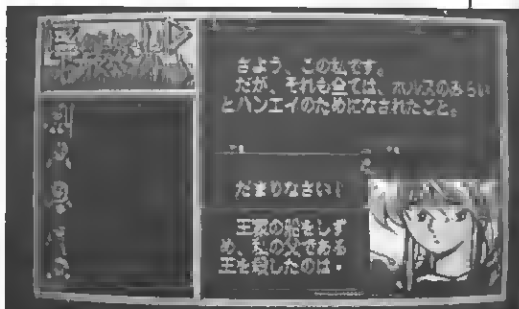 さよう、この私です。
だが、それも全ては、ホルスのみらい
とハンエイのためになされたこと。
だまりなさい！
王家の船をしず
め、私の父である
王を殺したのは・